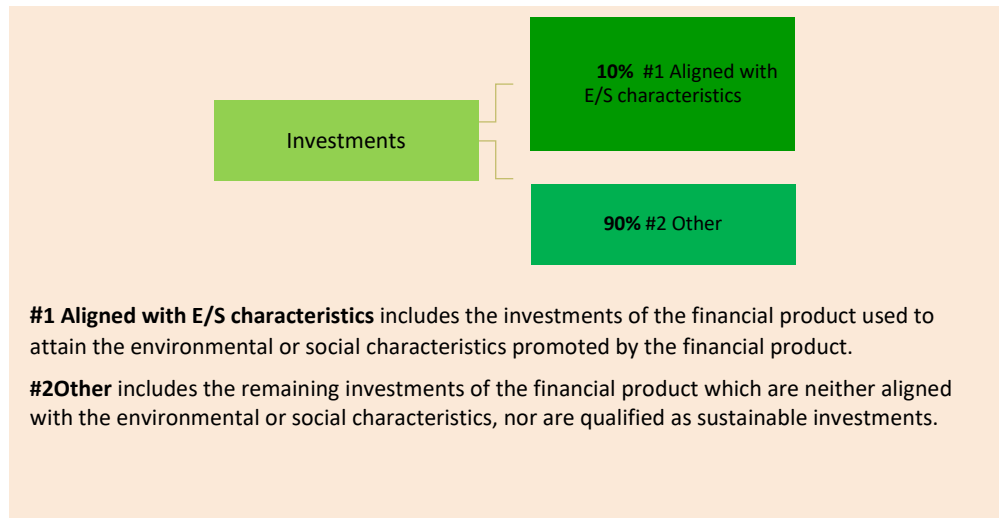 10% #1 Aligned with
E/S characteristics
Investments
90% #2 Other
#1 Aligned with E/S characteristics includes the investments of the financial product used to
attain the environmental or social characteristics promoted by the financial product.
#2Other includes the remaining investments of the financial product which are neither aligned
with the environmental or social characteristics, nor are qualified as sustainable investments.